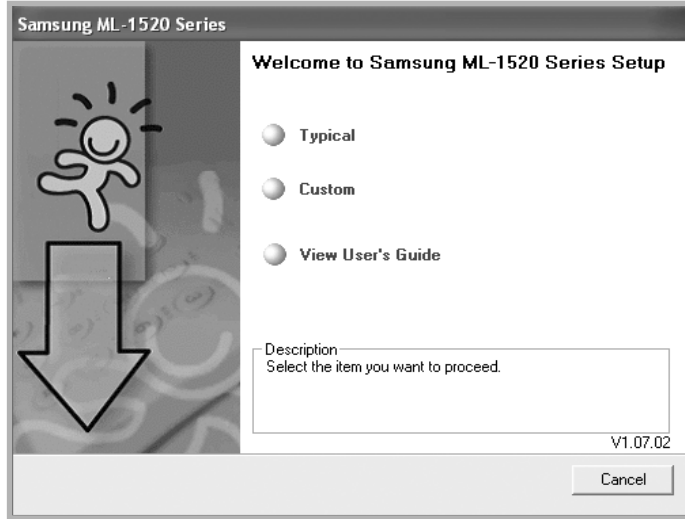 Samsung ML-1520 Series
Welcome to Samsung ML-1520 Series Setup
Typical
Custom
View User's Guide
Description
Select the item you want to proceed.
V1.07.02
Cancel